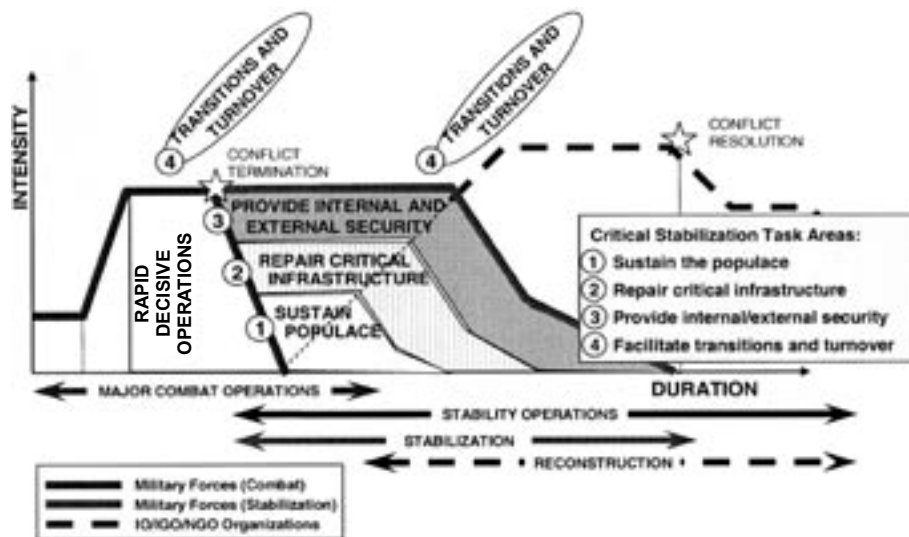 TRANSITIONS AND
TURNOVER
4
TRANSITIONS AND
TURNOVER
4
INTENSITY
CONFLICT
TERMINATION
CONFLICT
RESOLUTION
RAPID
DECISIVE
OPERATIONS
3
PROVIDE INTERNAL AND
EXTERNAL SECURITY
2
REPAIR CRITICAL
INFRASTRUCTURE
1
SUSTAIN
POPULACE
Critical Stabilization Task Areas:
1 Sustain the populace
2 Repair critical infrastructure
3 Provide internal/external security
4 Facilitate transitions and turnover
DURATION
MAJOR COMBAT OPERATIONS
STABILITY OPERATIONS
STABILIZATION
RECONSTRUCTION
Military Forces (Combat)
Military Forces (Stabilization)
IO/IGO/NGO Organizations